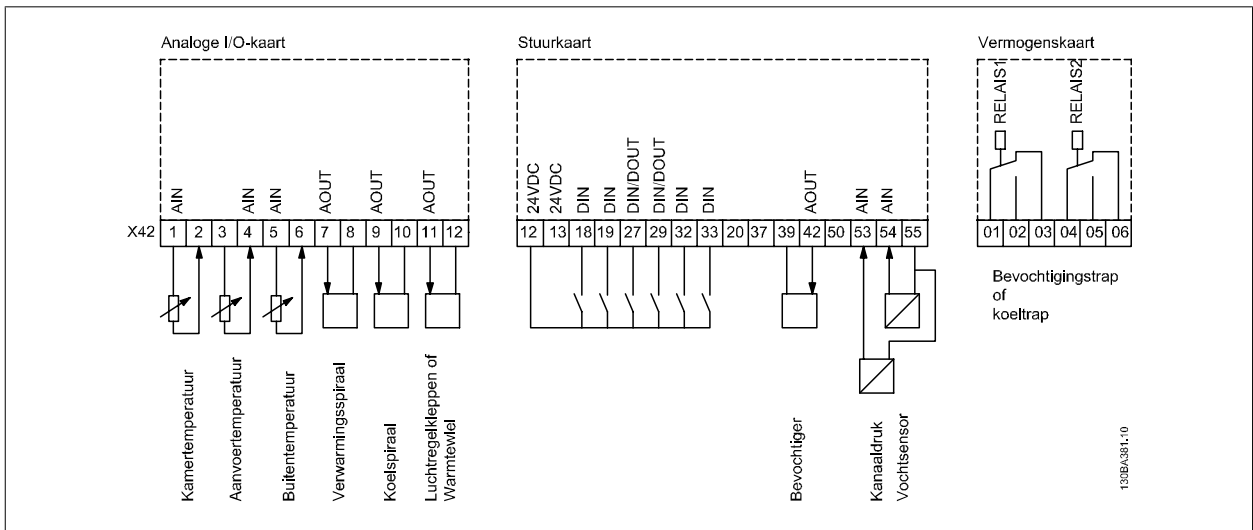 Analoge I/O-kaart
Stuurkaart
Vermogenskaart
AIN
AIN
AIN
AOUT
AOUT
AOUT
24VDC
24VDC
DIN
DIN
DIN/DOUT
DIN/DOUT
DIN
DIN
AOUT
AIN
AIN
RELAIS1
RELAIS2
X42
1 2 3 4 5 6 7 8 9 10 11 12
12 13 18 19 27 29 32 33 20 37 39 42 50 53 54 55
01 02 03 04 05 06
Kamertemperatuur
Aanvoertemperatuur
Buitentemperatuur
Verwarmingsspiraal
Koelspiraal
Luchtregelkleppen of
Warmtewlel
Bevochtiger
Kanaaldruk
Vochtsensor
Bevochtigingstrap
of
koeltrap
130BA381.10